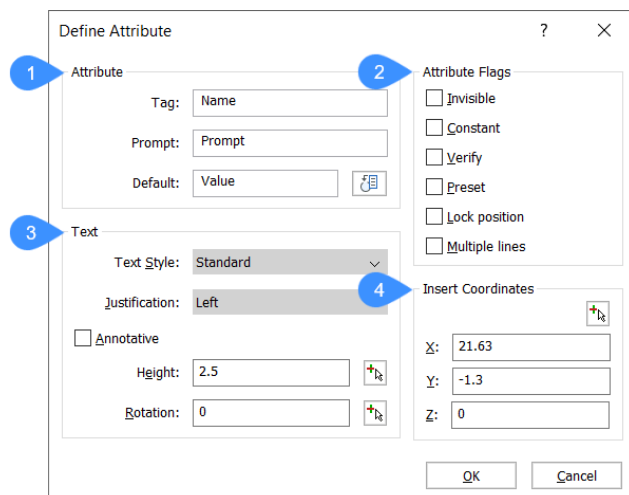 Define Attribute ? X
1 Attribute
Tag: Name
Prompt: Prompt
Default: Value
2 Attribute Flags
Invisible
Constant
Verify
Preset
Lock position
Multiple lines
3 Text
Text Style: Standard
Justification: Left
Annotative
Height: 2.5
Rotation: 0
4 Insert Coordinates
X: 21.63
Y: -1.3
Z: 0
OK Cancel